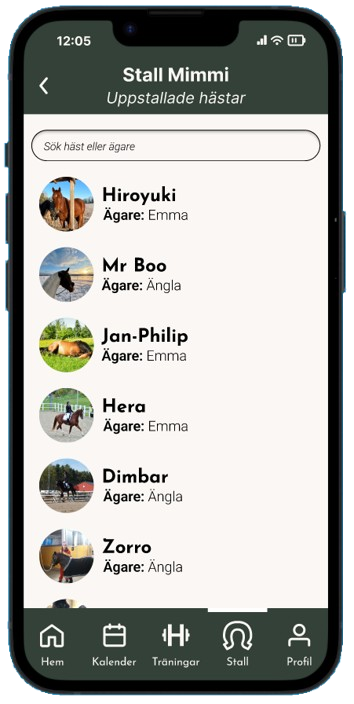 12:05
Stall Mimmi
Uppstallade hästar
Sök häst eller ägare
Hiroyuki
Ägare: Emma
Mr Boo
Ägare: Ängla
Jan-Philip
Ägare: Emma
Hera
Ägare: Emma
Dimbar
Ägare: Ängla
Zorro
Ägare: Ängla
Hem Kalender Träningar Stall Profil